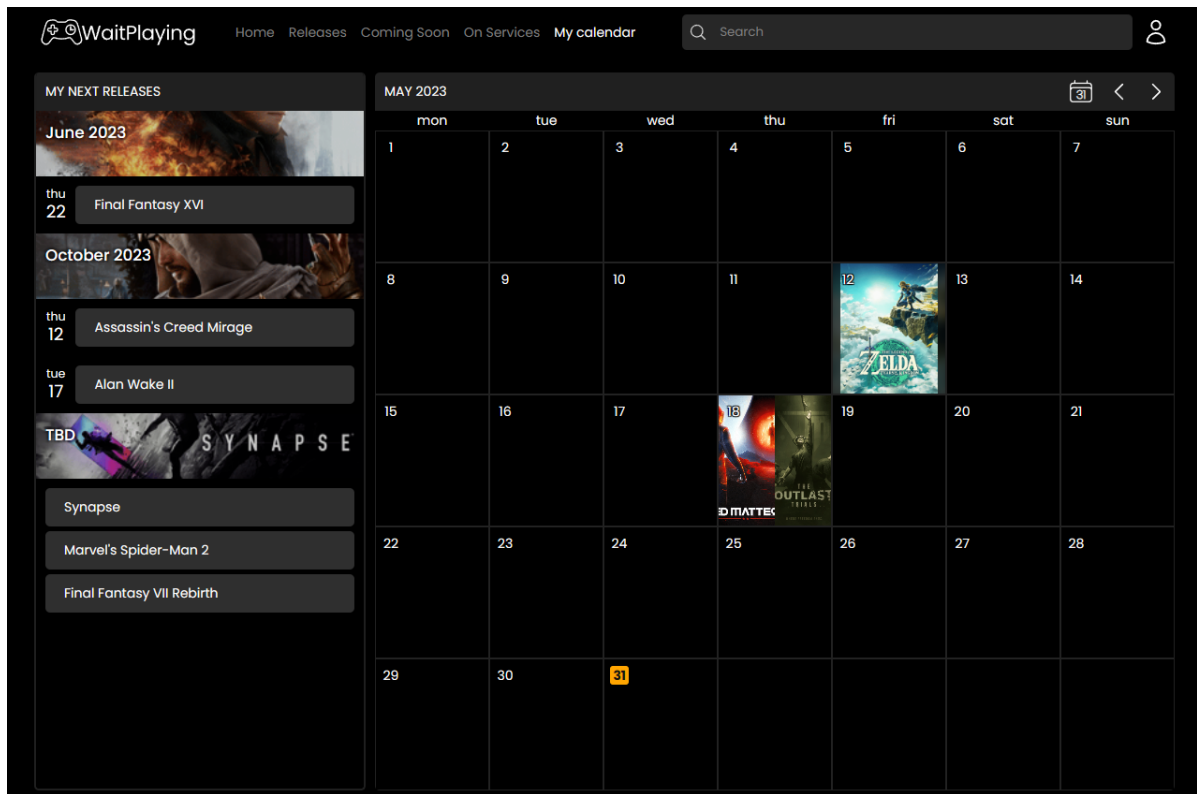 WaitPlaying
Home Releases Coming Soon On Services My calendar
Search
MY NEXT RELEASES
June 2023
thu
22
Final Fantasy XVI
October 2023
thu
12
Assassin's Creed Mirage
tue
17
Alan Wake II
TBD
SYNAPSE
Synapse
Marvel's Spider-Man 2
Final Fantasy VII Rebirth
MAY 2023
31
mon tue wed thu fri sat sun
1 2 3 4 5 6 7
8 9 10 11 12 13 14
ZELDA
15 16 17 18 19 20 21
ED MATTE
THE
OUTLAST
TRIALS
22 23 24 25 26 27 28
29 30 31